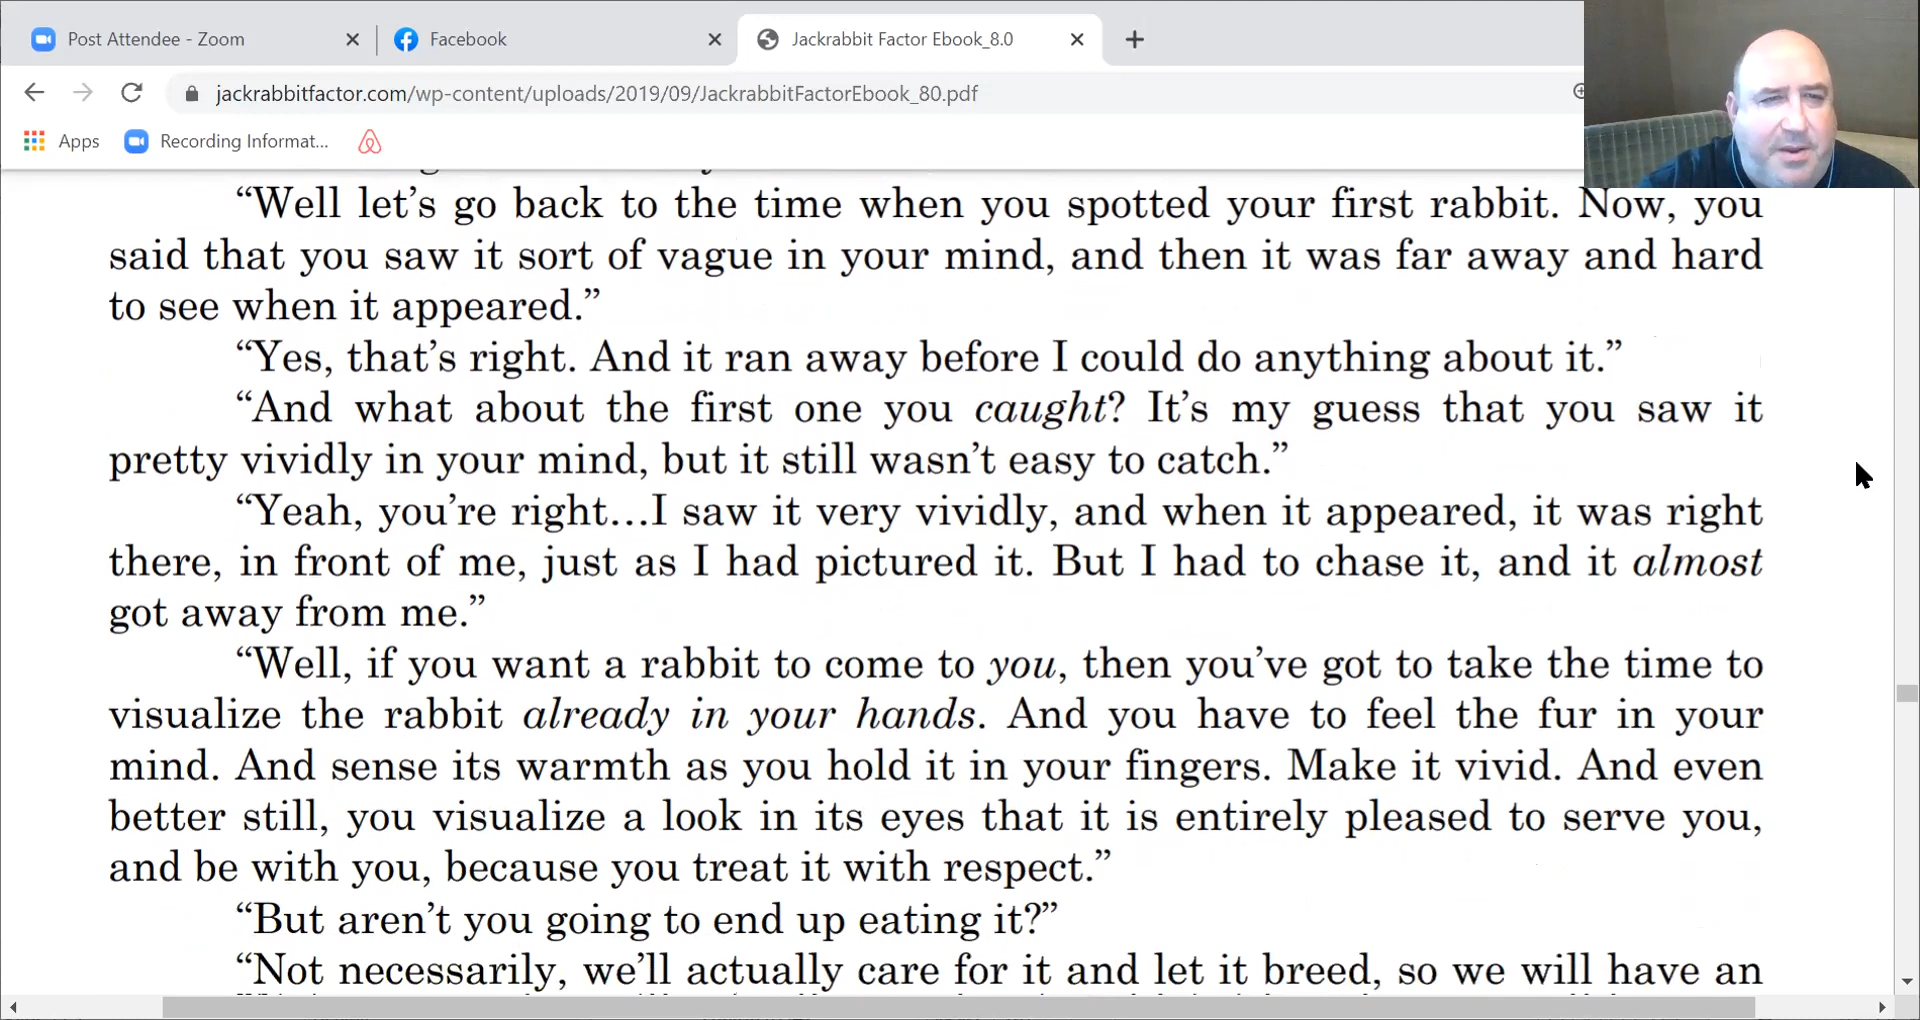 Post Attendee - Zoom
Facebook
Jackrabbit Factor Ebook_8.0
jackrabbitfactor.com/wp-content/uploads/2019/09/JackrabbitFactorEbook_80.pdf
Apps
Recording Informat...
“Well let’s go back to the time when you spotted your first rabbit. Now, you
said that you saw it sort of vague in your mind, and then it was far away and hard
to see when it appeared.”
“Yes, that’s right. And it ran away before I could do anything about it.”
“And what about the first one you caught? It’s my guess that you saw it
pretty vividly in your mind, but it still wasn’t easy to catch.”
“Yeah, you’re right…I saw it very vividly, and when it appeared, it was right
there, in front of me, just as I had pictured it. But I had to chase it, and it almost
got away from me.”
“Well, if you want a rabbit to come to you, then you’ve got to take the time to
visualize the rabbit already in your hands. And you have to feel the fur in your
mind. And sense its warmth as you hold it in your fingers. Make it vivid. And even
better still, you visualize a look in its eyes that it is entirely pleased to serve you,
and be with you, because you treat it with respect.”
“But aren’t you going to end up eating it?”
“Not necessarily, we’ll actually care for it and let it breed, so we will have an